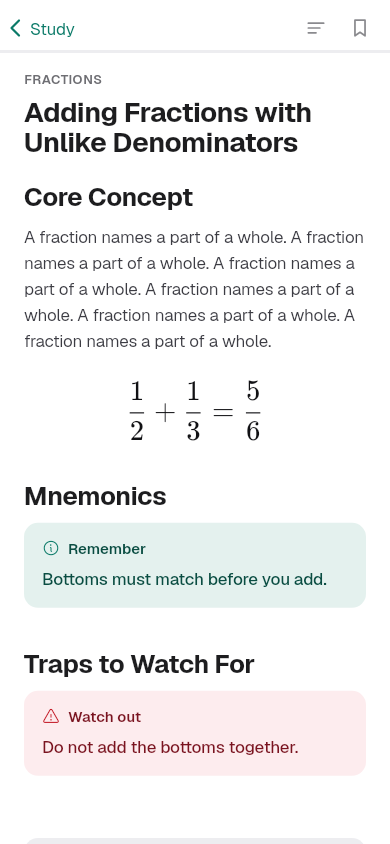 Study
FRACTIONS
Adding Fractions with
Unlike Denominators
Core Concept
A fraction names a part of a whole. A fraction
names a part of a whole. A fraction names a
part of a whole. A fraction names a part of a
whole. A fraction names a part of a whole. A
fraction names a part of a whole.
1/2 + 1/3 = 5/6
Mnemonics
Remember
Bottoms must match before you add.
Traps to Watch For
Watch out
Do not add the bottoms together.